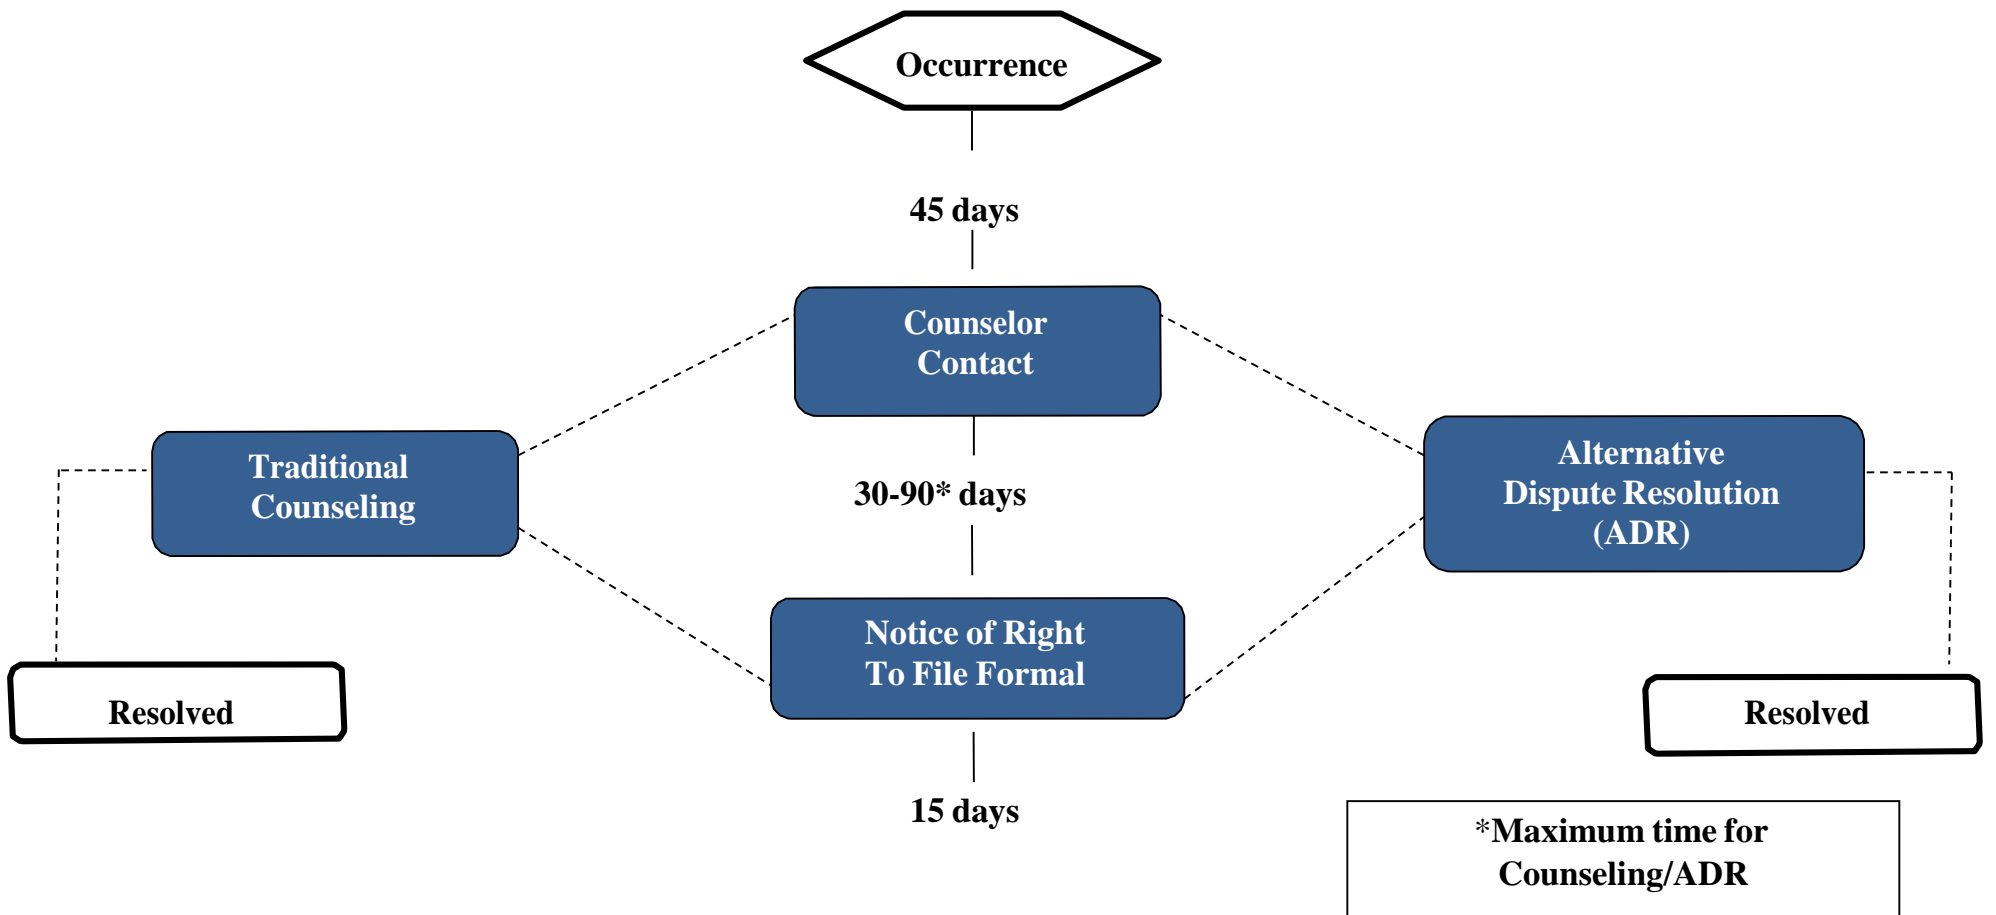 Occurrence
45 days
Counselor
Contact
Traditional
Counseling
30-90* days
Alternative
Dispute Resolution
(ADR)
Notice of Right
To File Formal
Resolved
Resolved
15 days
*Maximum time for
Counseling/ADR